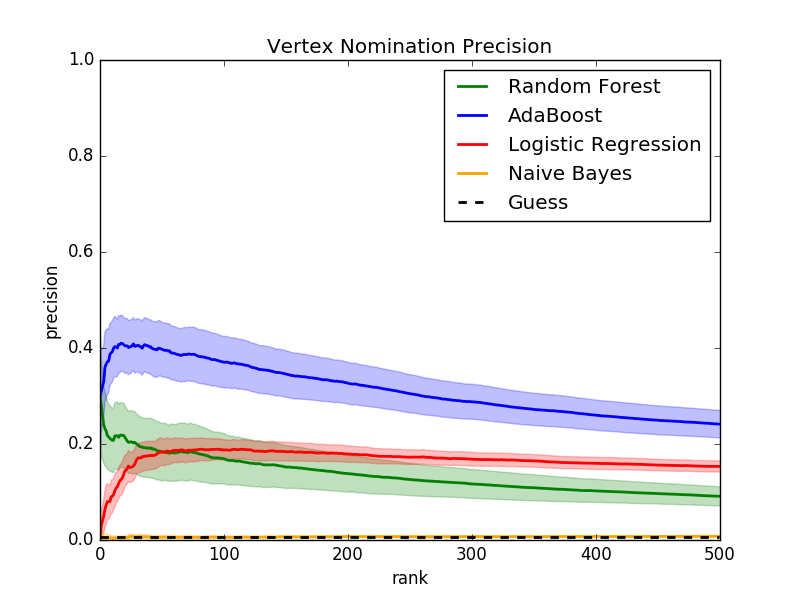 Vertex Nomination Precision
1.0
0.8
0.6
0.4
0.2
0.0
precision
Random Forest
AdaBoost
Logistic Regression
Naive Bayes
Guess
0 100 200 300 400 500
rank